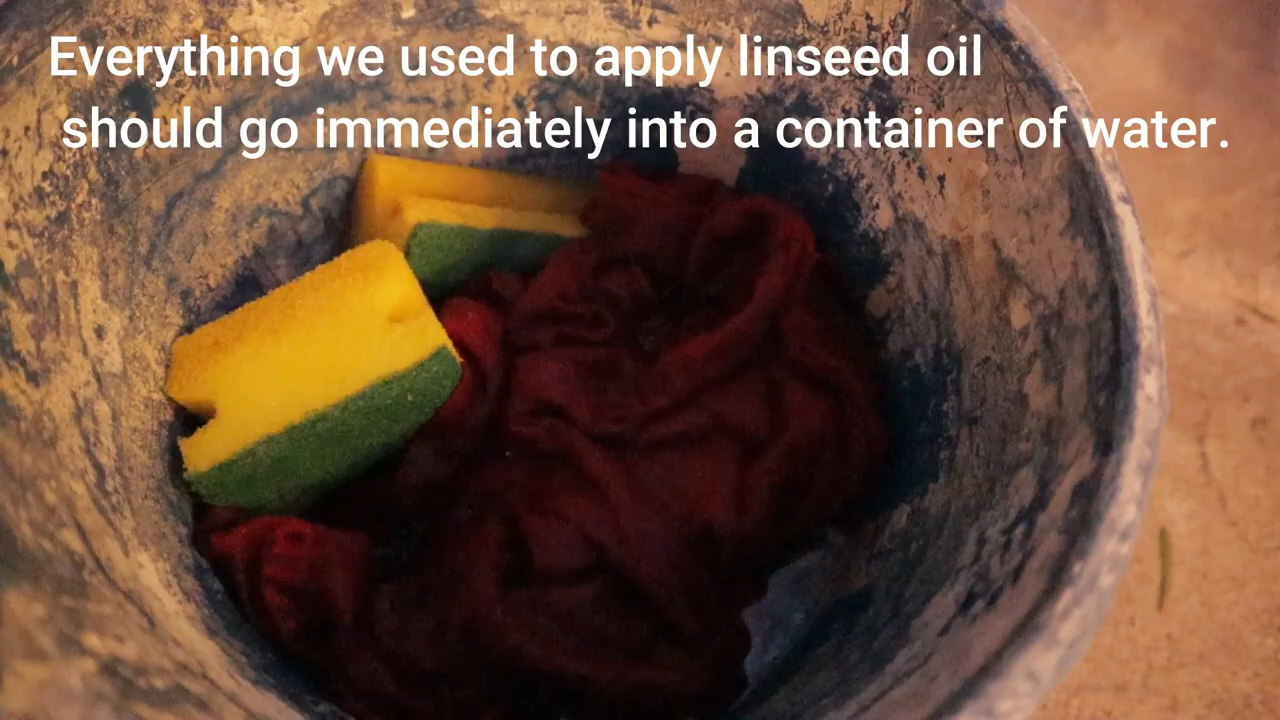 Everything we used to apply linseed oil
should go immediately into a container of water.